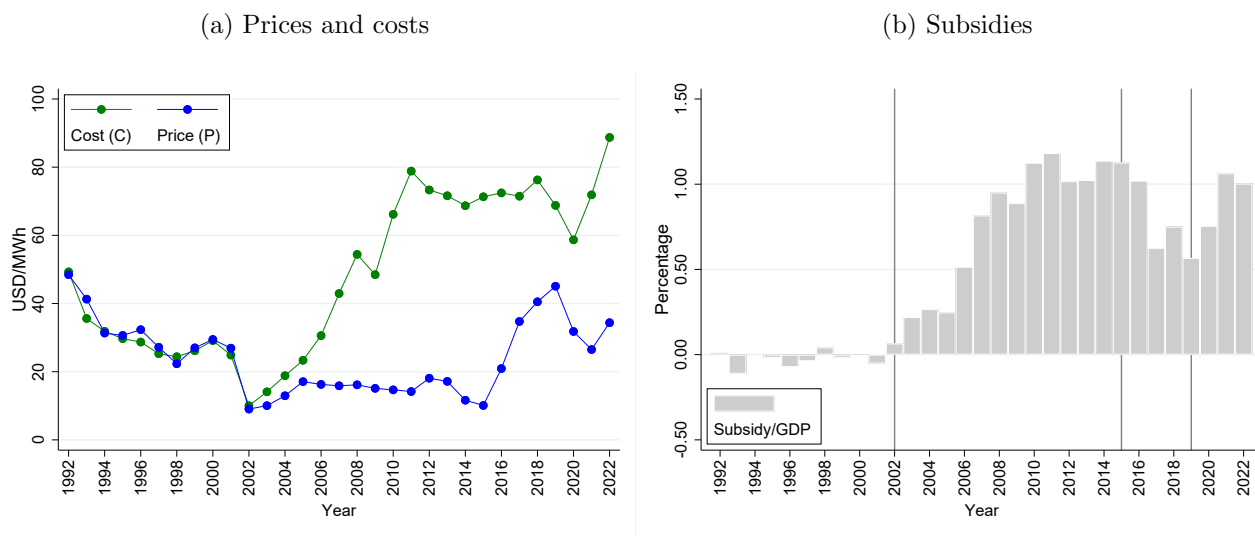 (a) Prices and costs
Cost (C) Price (P)
USD/MWh
100
80
60
40
20
0
1992 1994 1996 1998 2000 2002 2004 2006 2008 2010 2012 2014 2016 2018 2020 2022
Year
(b) Subsidies
Percentage
1.50
1.00
0.50
0.00
-0.50
Subsidy/GDP
1992 1994 1996 1998 2000 2002 2004 2006 2008 2010 2012 2014 2016 2018 2020 2022
Year